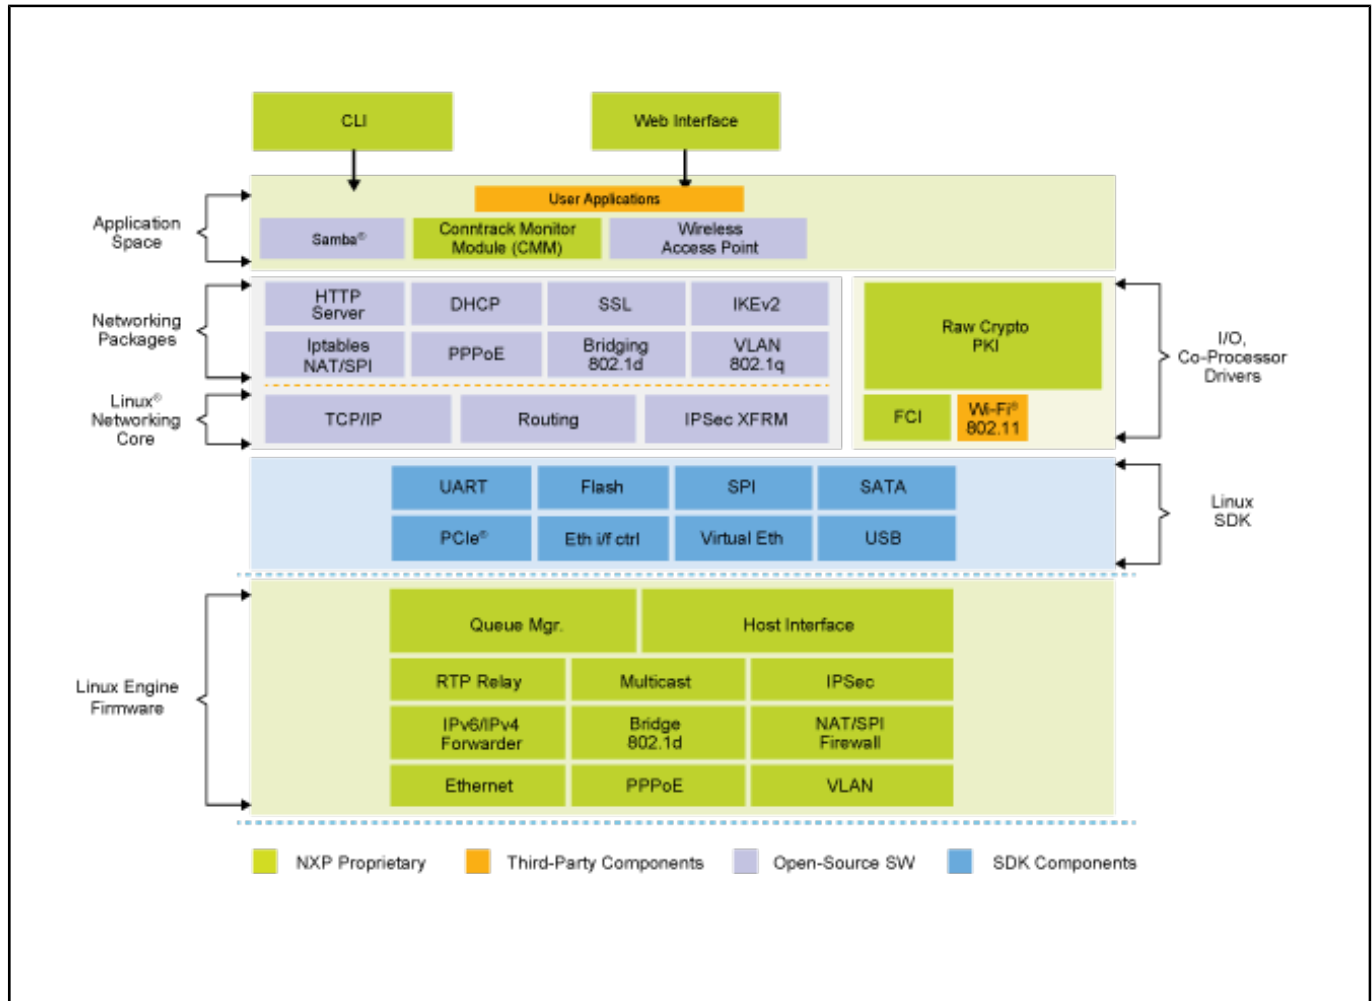 CLI
Web Interface
Application
Space
User Applications
Samba®
Conntrack Monitor
Module (CMM)
Wireless
Access Point
Networking
Packages
HTTP
Server
DHCP
SSL
IKEv2
Iptables
NAT/SPI
PPPoE
Bridging
802.1d
VLAN
802.1q
Linux®
Networking
Core
TCP/IP
Routing
IPSec XFRM
Raw Crypto
PKI
FCI
Wi-Fi®
802.11
I/O,
Co-Processor
Drivers
UART
Flash
SPI
SATA
PCIe®
Eth i/f ctrl
Virtual Eth
USB
Linux
SDK
Linux Engine
Firmware
Queue Mgr.
Host Interface
RTP Relay
Multicast
IPSec
IPv6/IPv4
Forwarder
Bridge
802.1d
NAT/SPI
Firewall
Ethernet
PPPoE
VLAN
NXP Proprietary
Third-Party Components
Open-Source SW
SDK Components